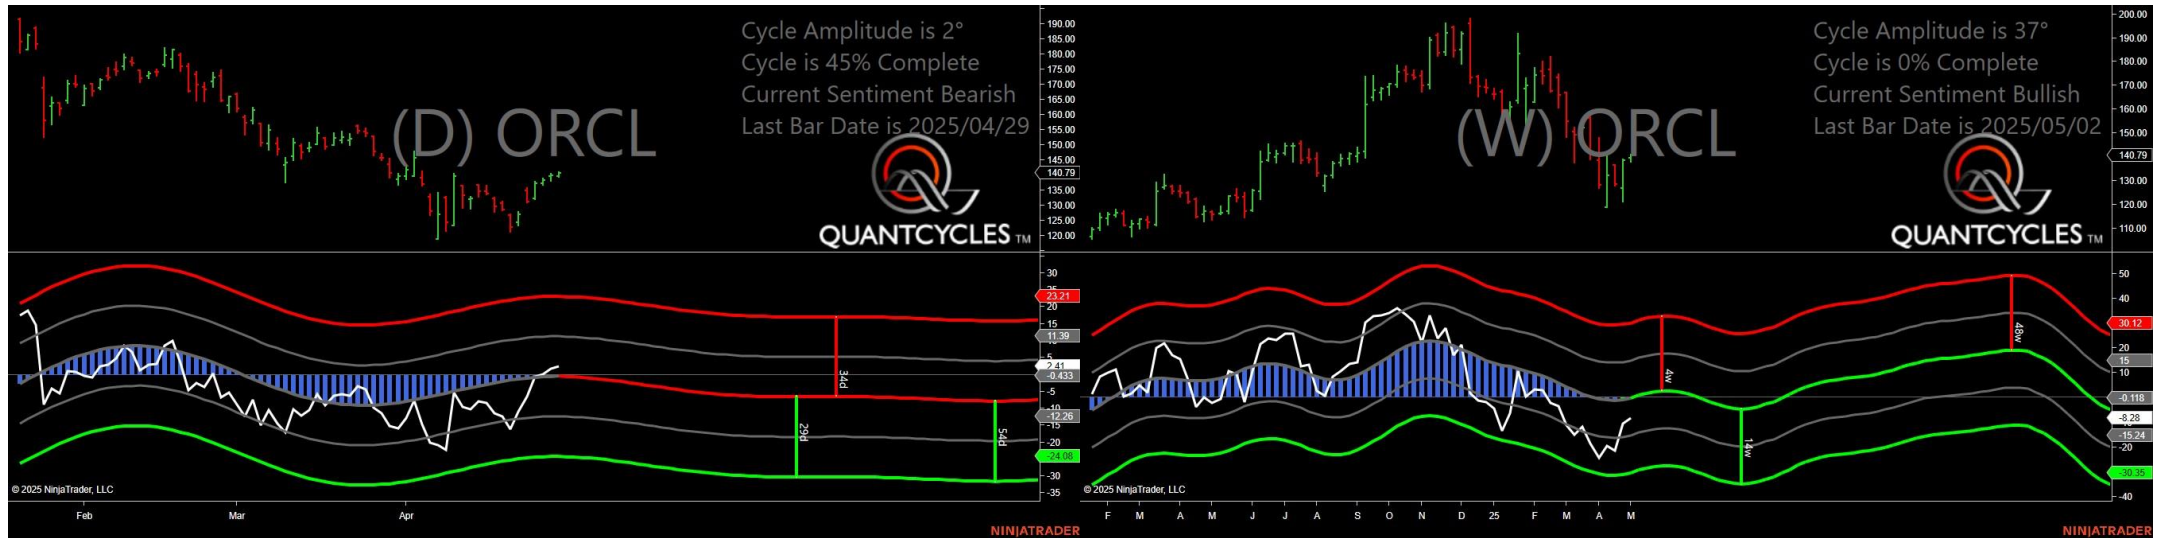 Cycle Amplitude is 2°
Cycle is 45% Complete
Current Sentiment Bearish
Last Bar Date is 2025/04/29
(D) ORCL
QUANTCYCLES TM
190.00
185.00
180.00
175.00
170.00
165.00
160.00
155.00
150.00
145.00
140.79
135.00
130.00
125.00
120.00
30
23.21
20
15
11.39
5
2.41
-0.433
-5
-12.26
-15
-20
-24.08
-30
-35
34d
29d
54d
© 2025 NinjaTrader, LLC
Feb Mar Apr
NINJATRADER
Cycle Amplitude is 37°
Cycle is 0% Complete
Current Sentiment Bullish
Last Bar Date is 2025/05/02
(W) ORCL
QUANTCYCLES TM
200.00
190.00
180.00
170.00
160.00
150.00
140.79
130.00
120.00
110.00
50
40
30.12
20
15
10
-0.118
-8.28
-15.24
-20
-30.35
-40
48w
4w
14w
© 2025 NinjaTrader, LLC
F M A M J J A S O N D 25 F M A M
NINJATRADER